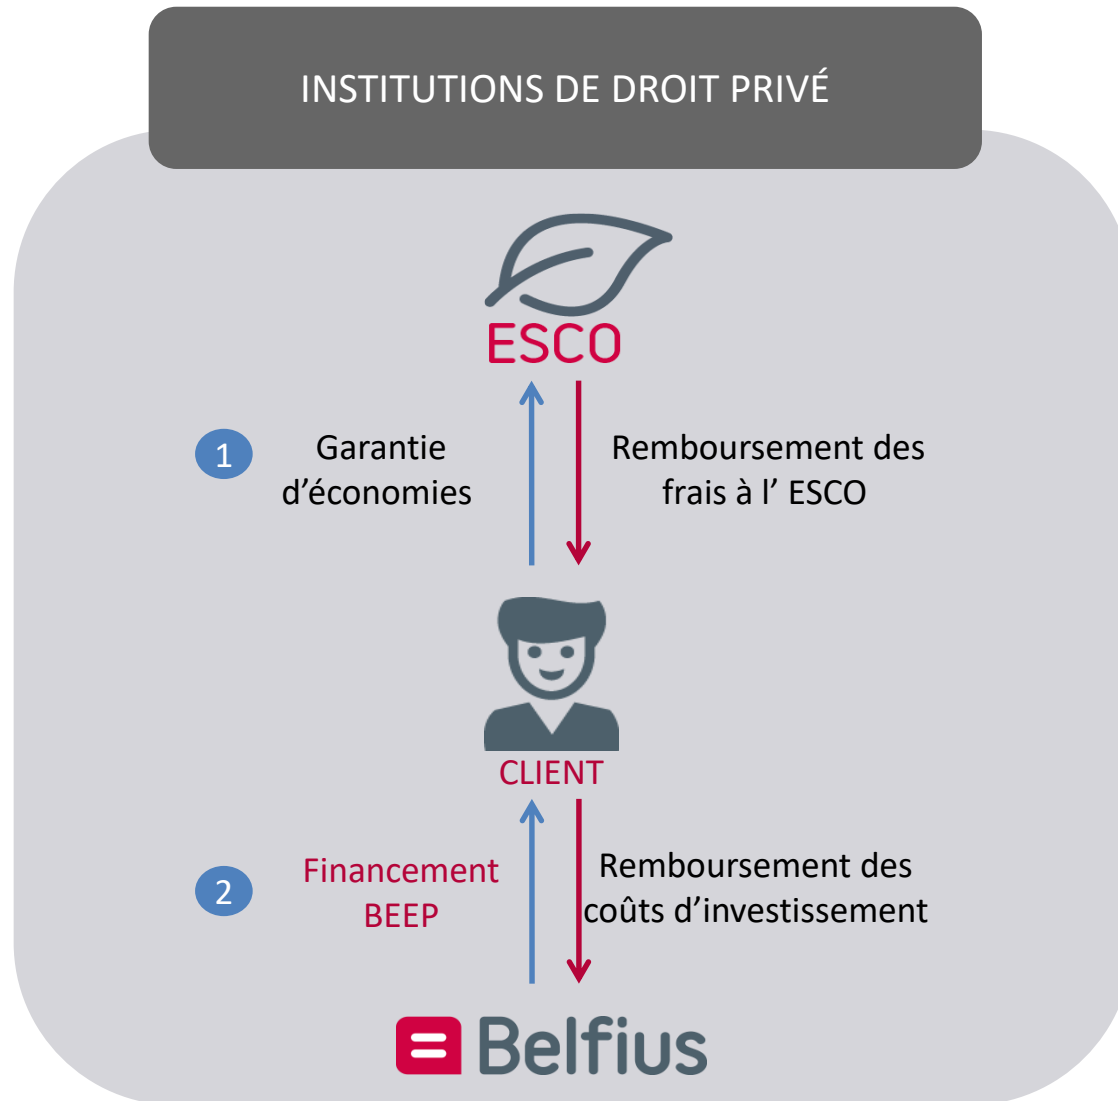 INSTITUTIONS DE DROIT PRIVÉ
ESCO
1
Garantie
d’économies
Remboursement des
frais à l’ ESCO
CLIENT
2
Financement
BEEP
Remboursement des
coûts d’investissement
Belfius